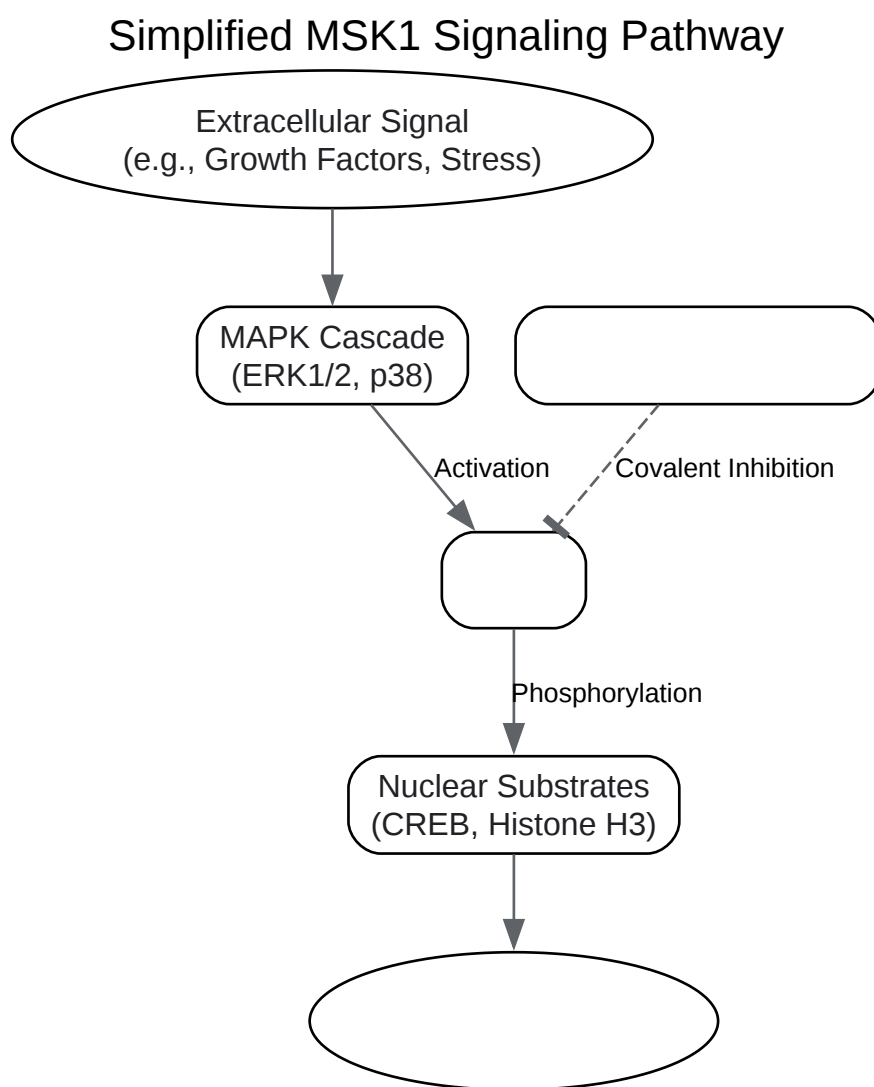 Simplified MSK1 Signaling Pathway
Extracellular Signal
(e.g., Growth Factors, Stress)
MAPK Cascade
(ERK1/2, p38)
Activation
Covalent Inhibition
Phosphorylation
Nuclear Substrates
(CREB, Histone H3)